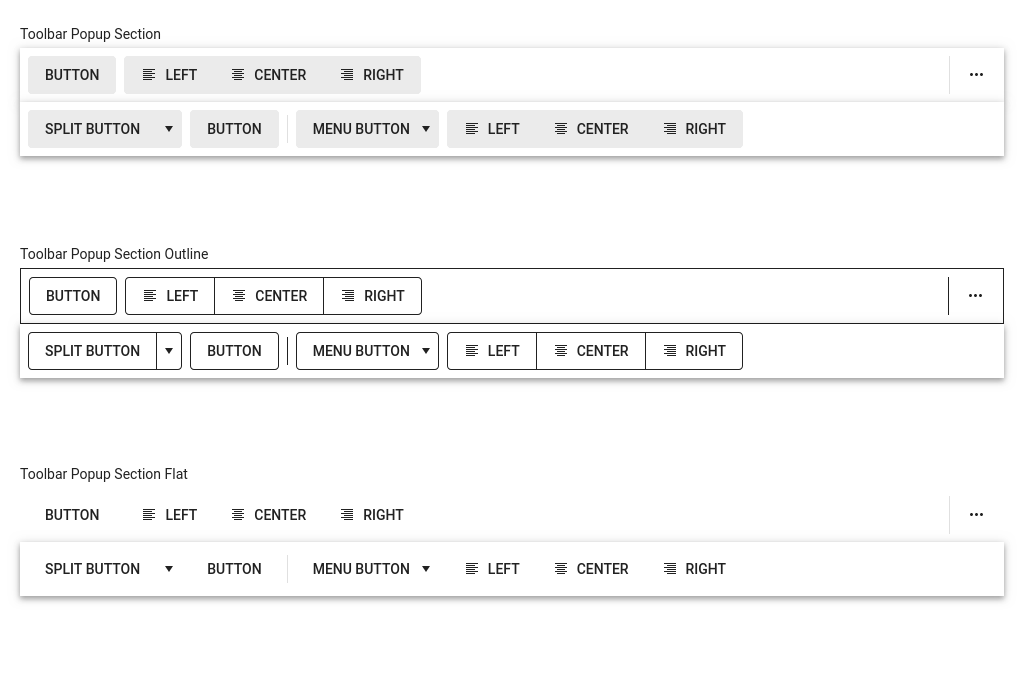 Toolbar Popup Section
BUTTON LEFT CENTER RIGHT
SPLIT BUTTON BUTTON MENU BUTTON LEFT CENTER RIGHT
Toolbar Popup Section Outline
BUTTON LEFT CENTER RIGHT
SPLIT BUTTON BUTTON MENU BUTTON LEFT CENTER RIGHT
Toolbar Popup Section Flat
BUTTON LEFT CENTER RIGHT
SPLIT BUTTON BUTTON MENU BUTTON LEFT CENTER RIGHT